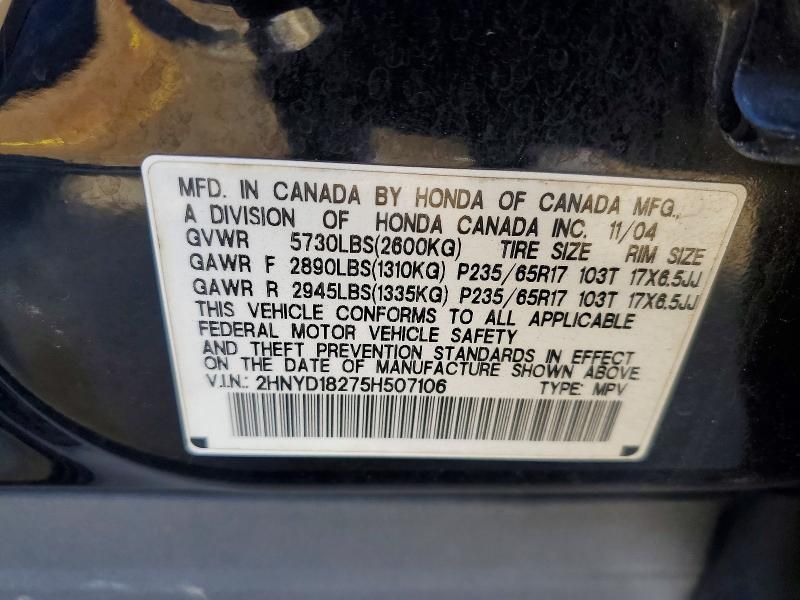 MFD. IN CANADA BY HONDA OF CANADA MFG.,
A DIVISION OF HONDA CANADA INC. 11/04
GVWR 5730LBS(2600KG) TIRE SIZE RIM SIZE
GAWR F 2890LBS(1310KG) P235/65R17 103T 17X6.5JJ
GAWR R 2945LBS(1335KG) P235/65R17 103T 17X6.5JJ
THIS VEHICLE CONFORMS TO ALL APPLICABLE
FEDERAL MOTOR VEHICLE SAFETY
AND THEFT PREVENTION STANDARDS IN EFFECT
ON THE DATE OF MANUFACTURE SHOWN ABOVE.
V.I.N.: 2HNYD18275H507106 TYPE: MPV